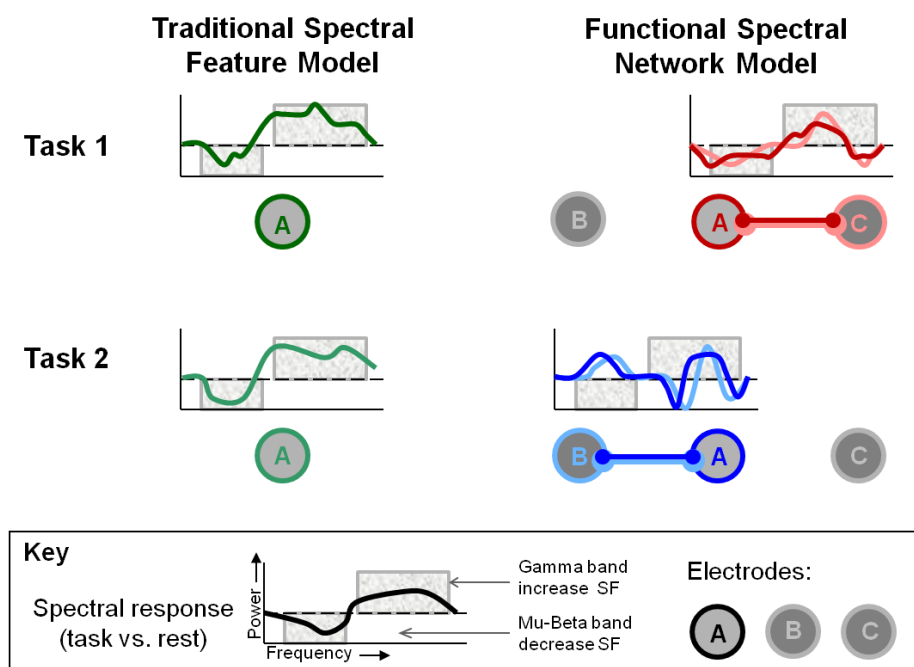 Traditional Spectral
Feature Model
Functional Spectral
Network Model
Task 1
A
B
A
C
Task 2
A
B
A
C
Key
Spectral response
(task vs. rest)
Power
Frequency
Gamma band
increase SF
Mu-Beta band
decrease SF
Electrodes:
A
B
C